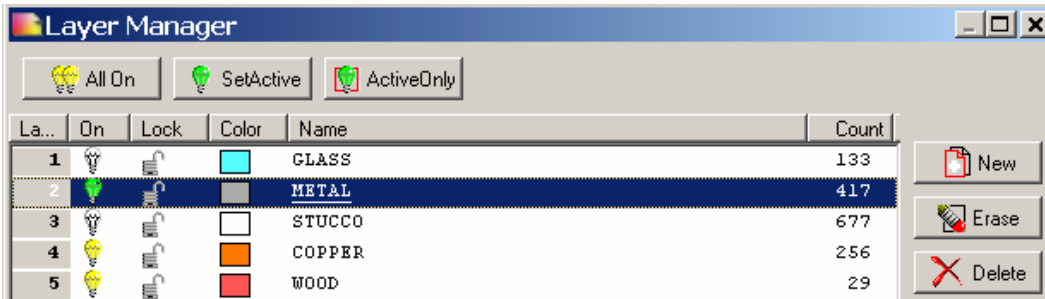 Layer Manager
All On SetActive ActiveOnly
La... On Lock Color Name Count
1 GLASS 133
2 METAL 417
3 STUCCO 677
4 COPPER 256
5 WOOD 29
New
Erase
Delete